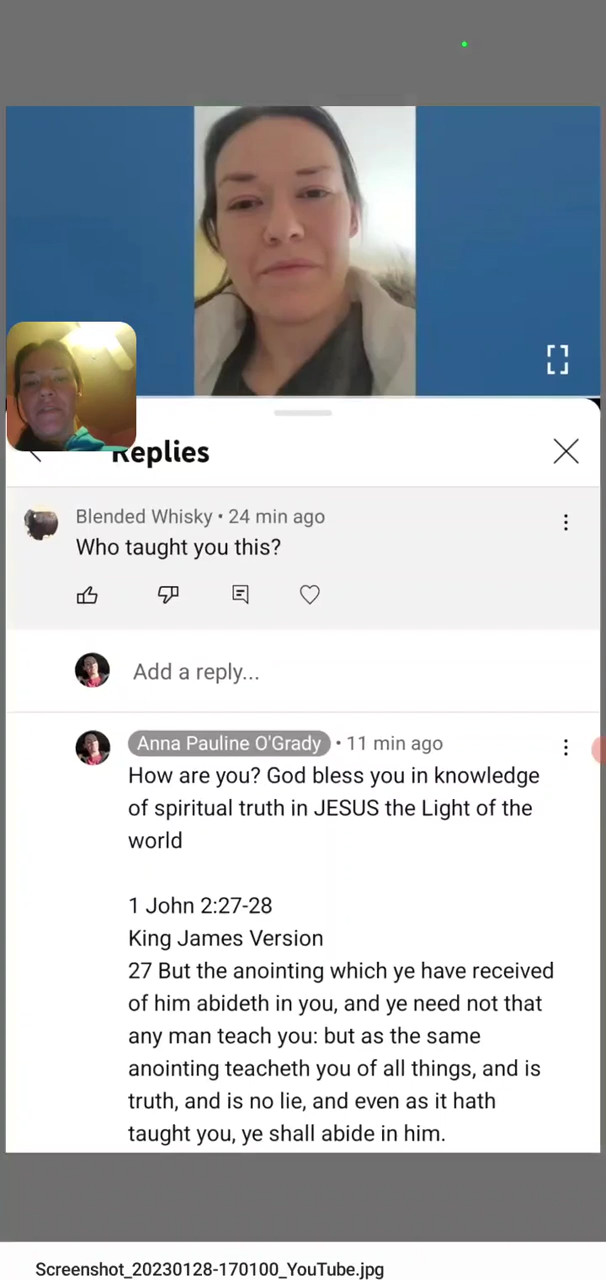 Replies
Blended Whisky • 24 min ago
Who taught you this?
Add a reply...
Anna Pauline O'Grady • 11 min ago
How are you? God bless you in knowledge
of spiritual truth in JESUS the Light of the
world
1 John 2:27-28
King James Version
27 But the anointing which ye have received
of him abideth in you, and ye need not that
any man teach you: but as the same
anointing teacheth you of all things, and is
truth, and is no lie, and even as it hath
taught you, ye shall abide in him.
Screenshot_20230128-170100_YouTube.jpg